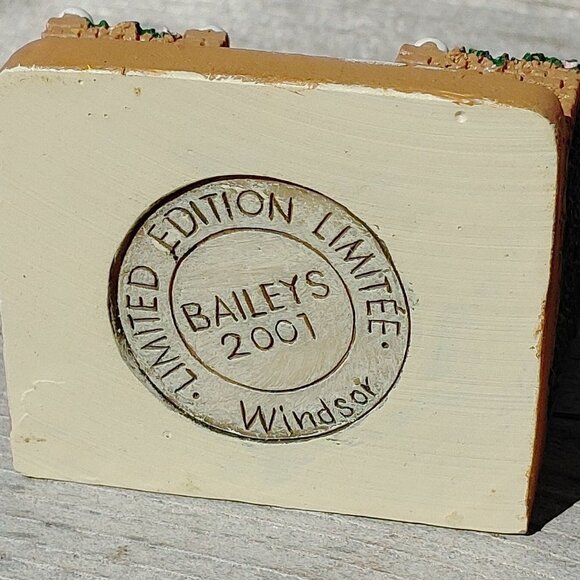 · LIMITED EDITION LIMITÉE ·
BAILEYS
2001
Windsor